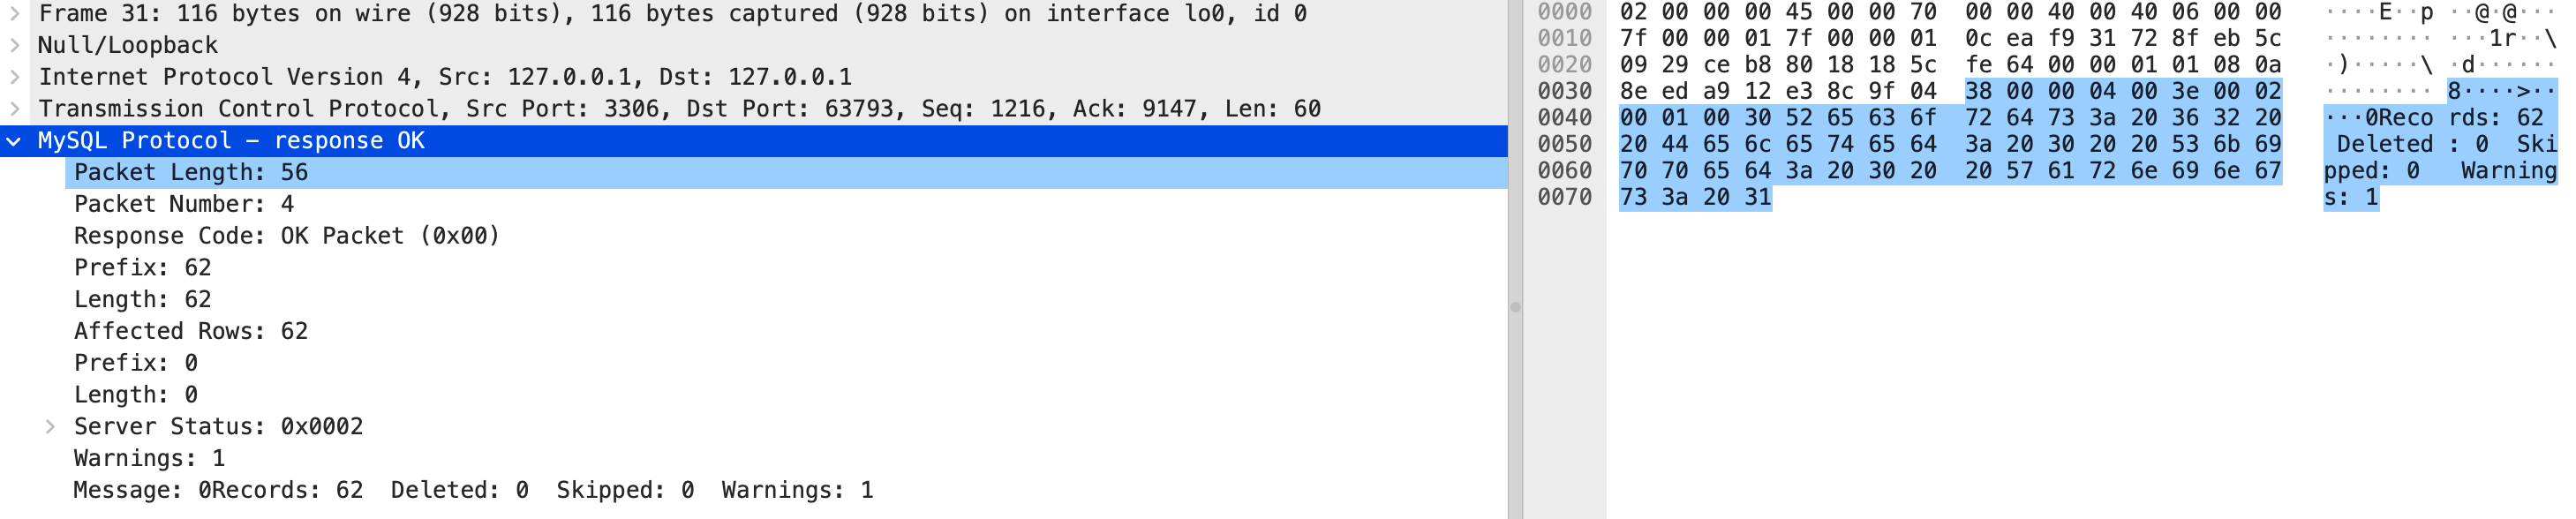 Frame 31: 116 bytes on wire (928 bits), 116 bytes captured (928 bits) on interface lo0, id 0
Null/Loopback
Internet Protocol Version 4, Src: 127.0.0.1, Dst: 127.0.0.1
Transmission Control Protocol, Src Port: 3306, Dst Port: 63793, Seq: 1216, Ack: 9147, Len: 60
MySQL Protocol – response OK
Packet Length: 56
Packet Number: 4
Response Code: OK Packet (0x00)
Prefix: 62
Length: 62
Affected Rows: 62
Prefix: 0
Length: 0
Server Status: 0x0002
Warnings: 1
Message: 0Records: 62  Deleted: 0  Skipped: 0  Warnings: 1
0000 02 00 00 00 45 00 00 70  00 00 40 00 40 06 00 00 ····E··p ··@·@···
0010 7f 00 00 01 7f 00 00 01  0c ea f9 31 72 8f eb 5c ········ ···1r··\
0020 09 29 ce b8 80 18 18 5c  fe 64 00 00 01 01 08 0a ·)·····\ ·d······
0030 8e ed a9 12 e3 8c 9f 04  38 00 00 04 00 3e 00 02 ········ 8····>··
0040 00 01 00 30 52 65 63 6f  72 64 73 3a 20 36 32 20 ···0Reco rds: 62
0050 20 44 65 6c 65 74 65 64  3a 20 30 20 20 53 6b 69 Deleted : 0  Ski
0060 70 70 65 64 3a 20 30 20  20 57 61 72 6e 69 6e 67 pped: 0   Warning
0070 73 3a 20 31 s: 1